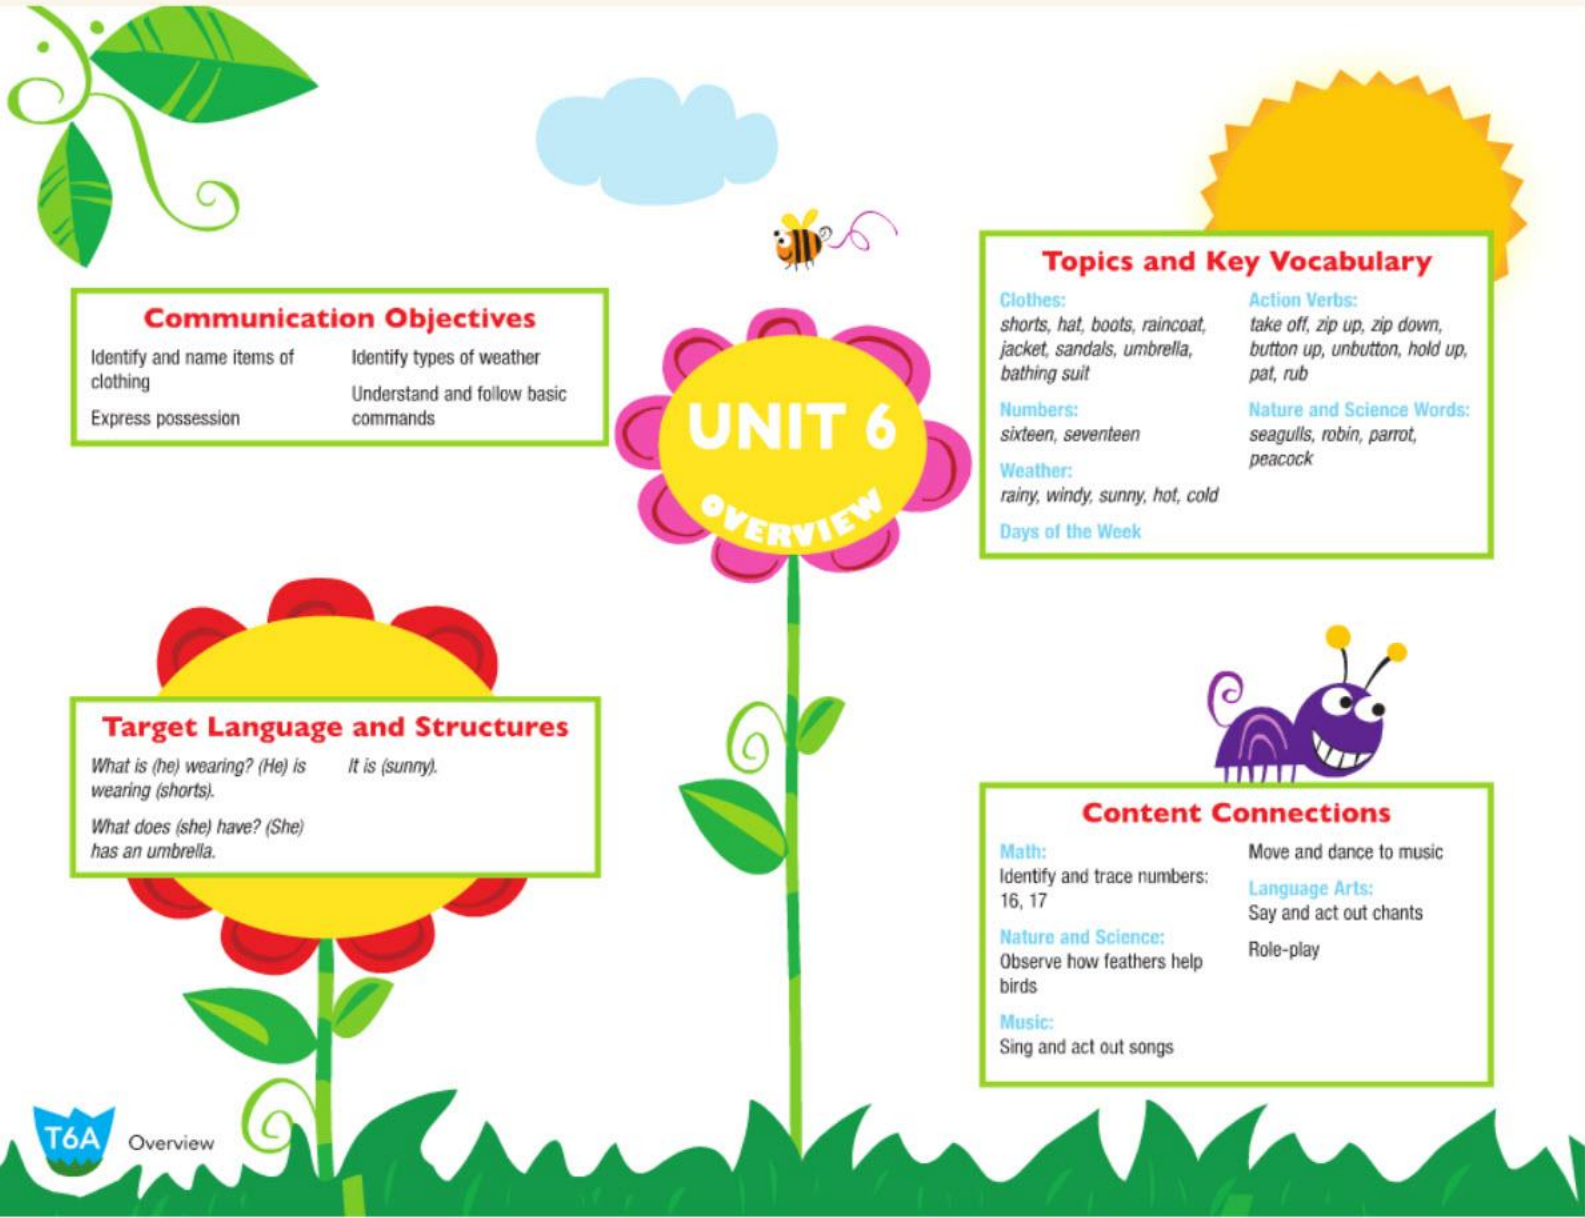 Communication Objectives
Identify and name items of
clothing
Express possession
Identify types of weather
Understand and follow basic
commands
UNIT 6
OVERVIEW
Topics and Key Vocabulary
Clothes:
shorts, hat, boots, raincoat,
jacket, sandals, umbrella,
bathing suit
Numbers:
sixteen, seventeen
Weather:
rainy, windy, sunny, hot, cold
Days of the Week
Action Verbs:
take off, zip up, zip down,
button up, unbutton, hold up,
pat, rub
Nature and Science Words:
seagulls, robin, parrot,
peacock
Target Language and Structures
What is (he) wearing? (He) is
wearing (shorts).
What does (she) have? (She)
has an umbrella.
It is (sunny).
Content Connections
Math:
Identify and trace numbers:
16, 17
Nature and Science:
Observe how feathers help
birds
Music:
Sing and act out songs
Move and dance to music
Language Arts:
Say and act out chants
Role-play
T6A
Overview